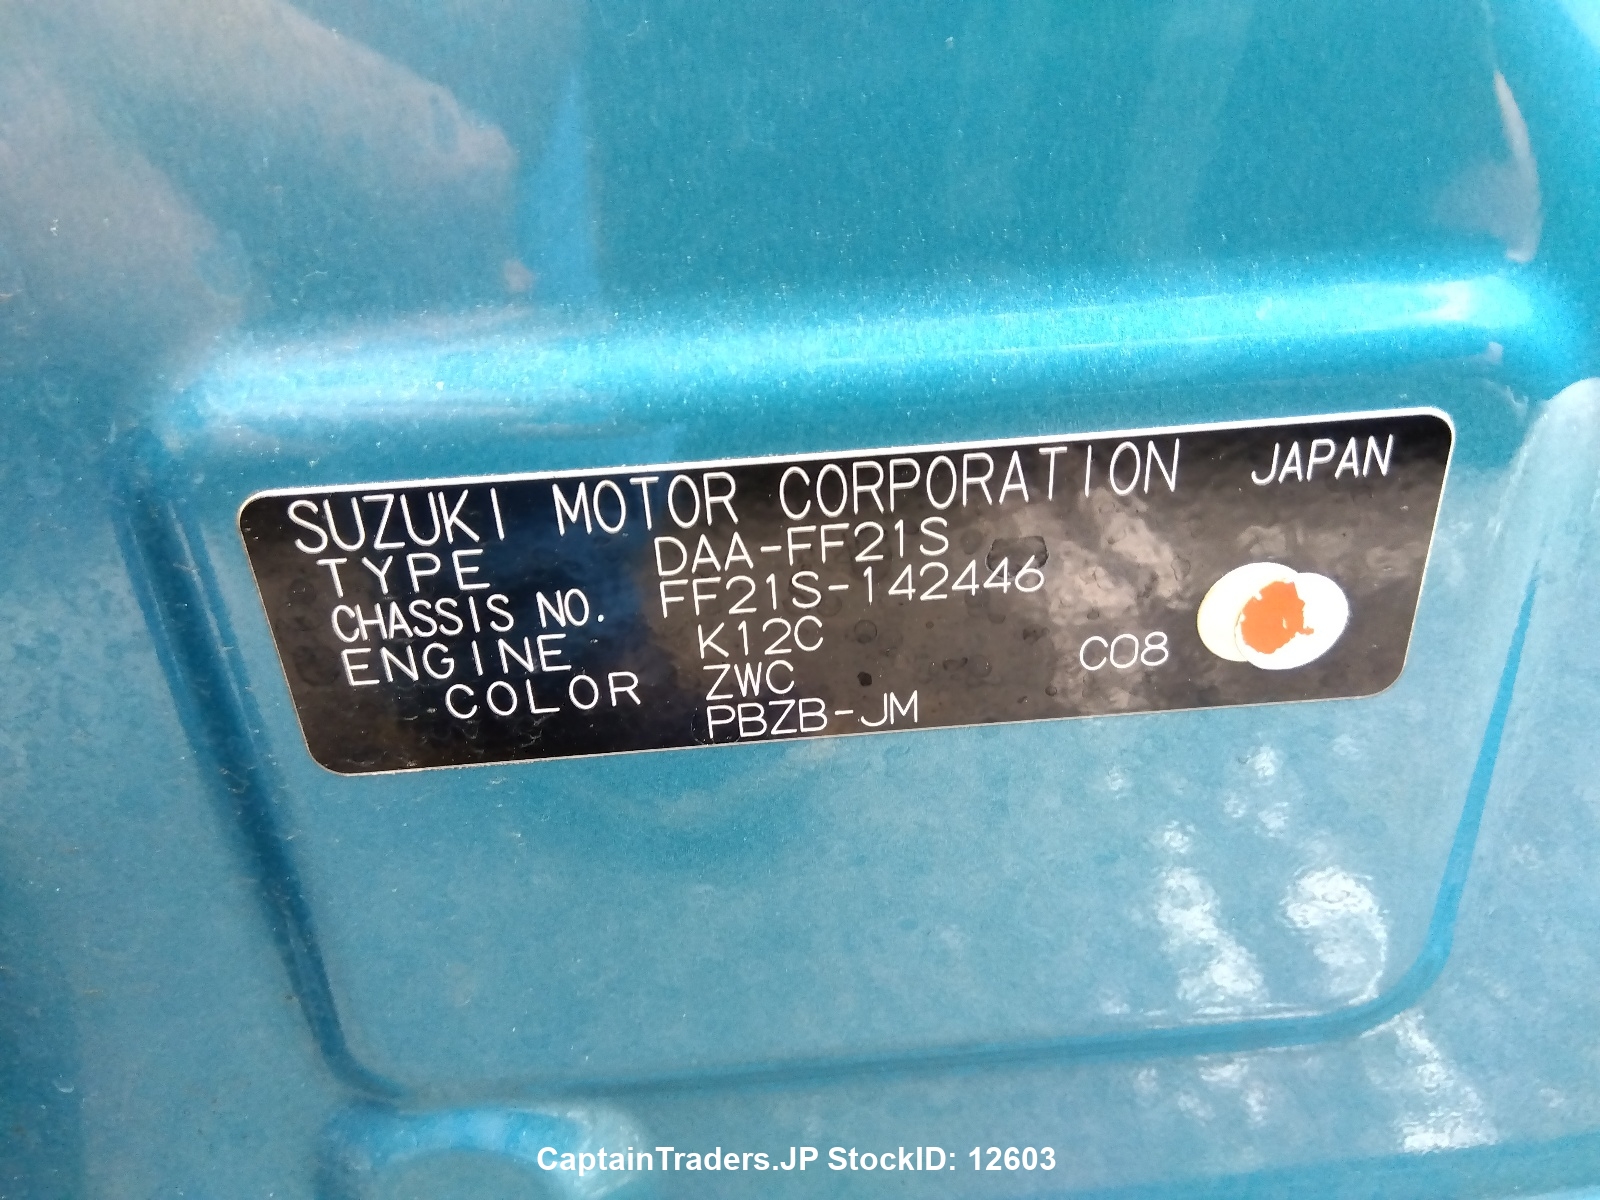 SUZUKI MOTOR CORPORATION JAPAN
TYPE DAA-FF21S
CHASSIS NO. FF21S-142446
ENGINE K12C
COLOR ZWC C08
PBZB-JM
CaptainTraders.JP StockID: 12603